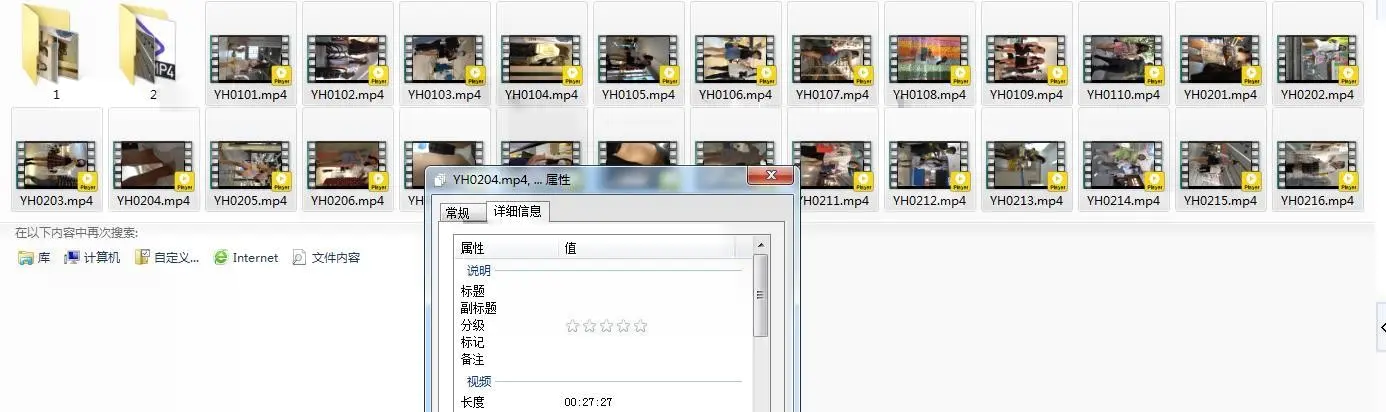 1 2 YH0101.mp4 YH0102.mp4 YH0103.mp4 YH0104.mp4 YH0105.mp4 YH0106.mp4 YH0107.mp4 YH0108.mp4 YH0109.mp4 YH0110.mp4 YH0201.mp4 YH0202.mp4
YH0203.mp4 YH0204.mp4 YH0205.mp4 YH0206.mp4 YH0211.mp4 YH0212.mp4 YH0213.mp4 YH0214.mp4 YH0215.mp4 YH0216.mp4
YH0204.mp4, ... 属性
常规 详细信息
在以下内容中再次搜索:
库 计算机 自定义... Internet 文件内容
属性 值
说明
标题
副标题
分级
标记
备注
视频
长度 00:27:27